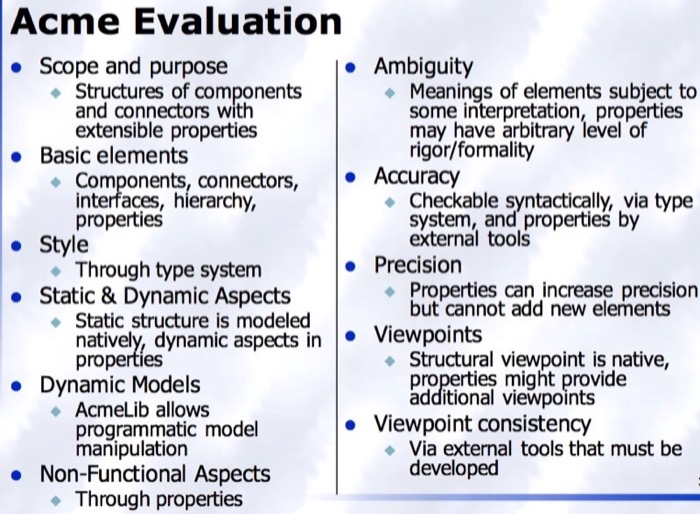 Acme Evaluation
Scope and purpose
Structures of components
and connectors with
extensible properties
Basic elements
Components, connectors,
interfaces, hierarchy,
properties
Style
Through type system
Static & Dynamic Aspects
Static structure is modeled
natively, dynamic aspects in
properties
Dynamic Models
AcmeLib allows
programmatic model
manipulation
Non-Functional Aspects
Through properties
Ambiguity
Meanings of elements subject to
some interpretation, properties
may have arbitrary level of
rigor/formality
Accuracy
Checkable syntactically, via type
system, and properties by
external tools
Precision
Properties can increase precision
but cannot add new elements
Viewpoints
Structural viewpoint is native,
properties might provide
additional viewpoints
Viewpoint consistency
Via external tools that must be
developed